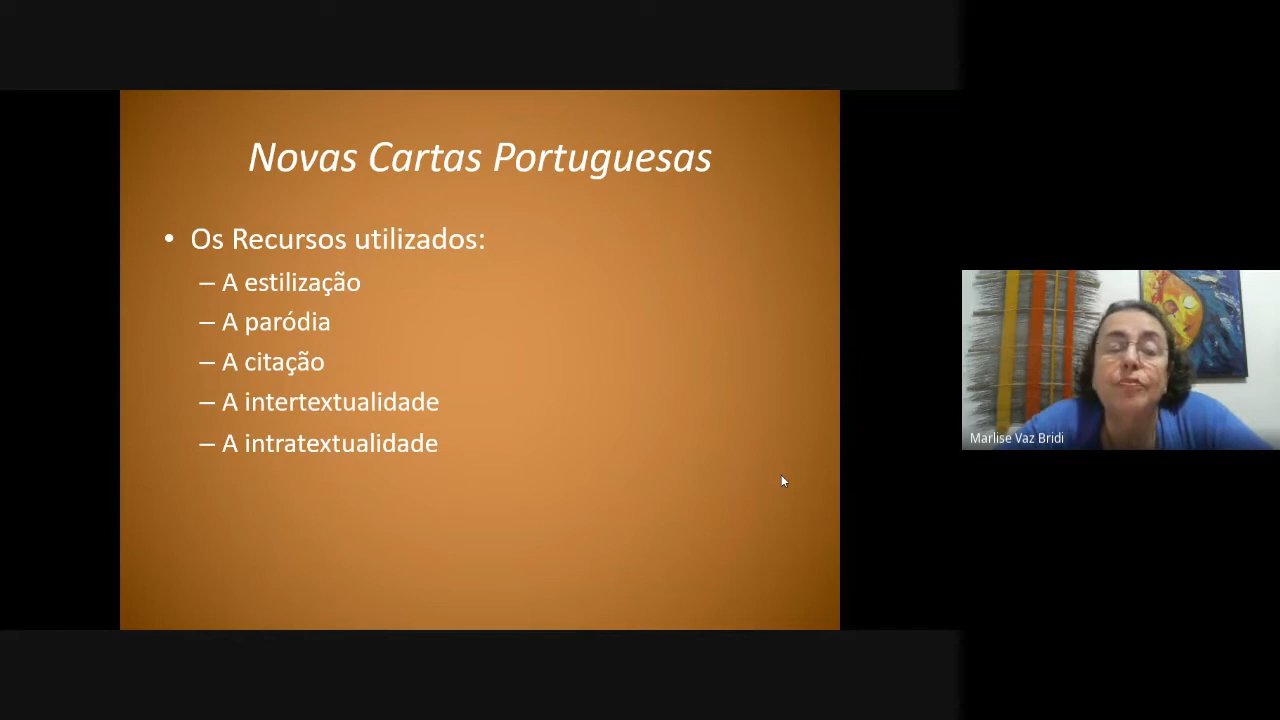 Novas Cartas Portuguesas
• Os Recursos utilizados:
– A estilização
– A paródia
– A citação
– A intertextualidade
– A intratextualidade
Marlise Vaz Bridi